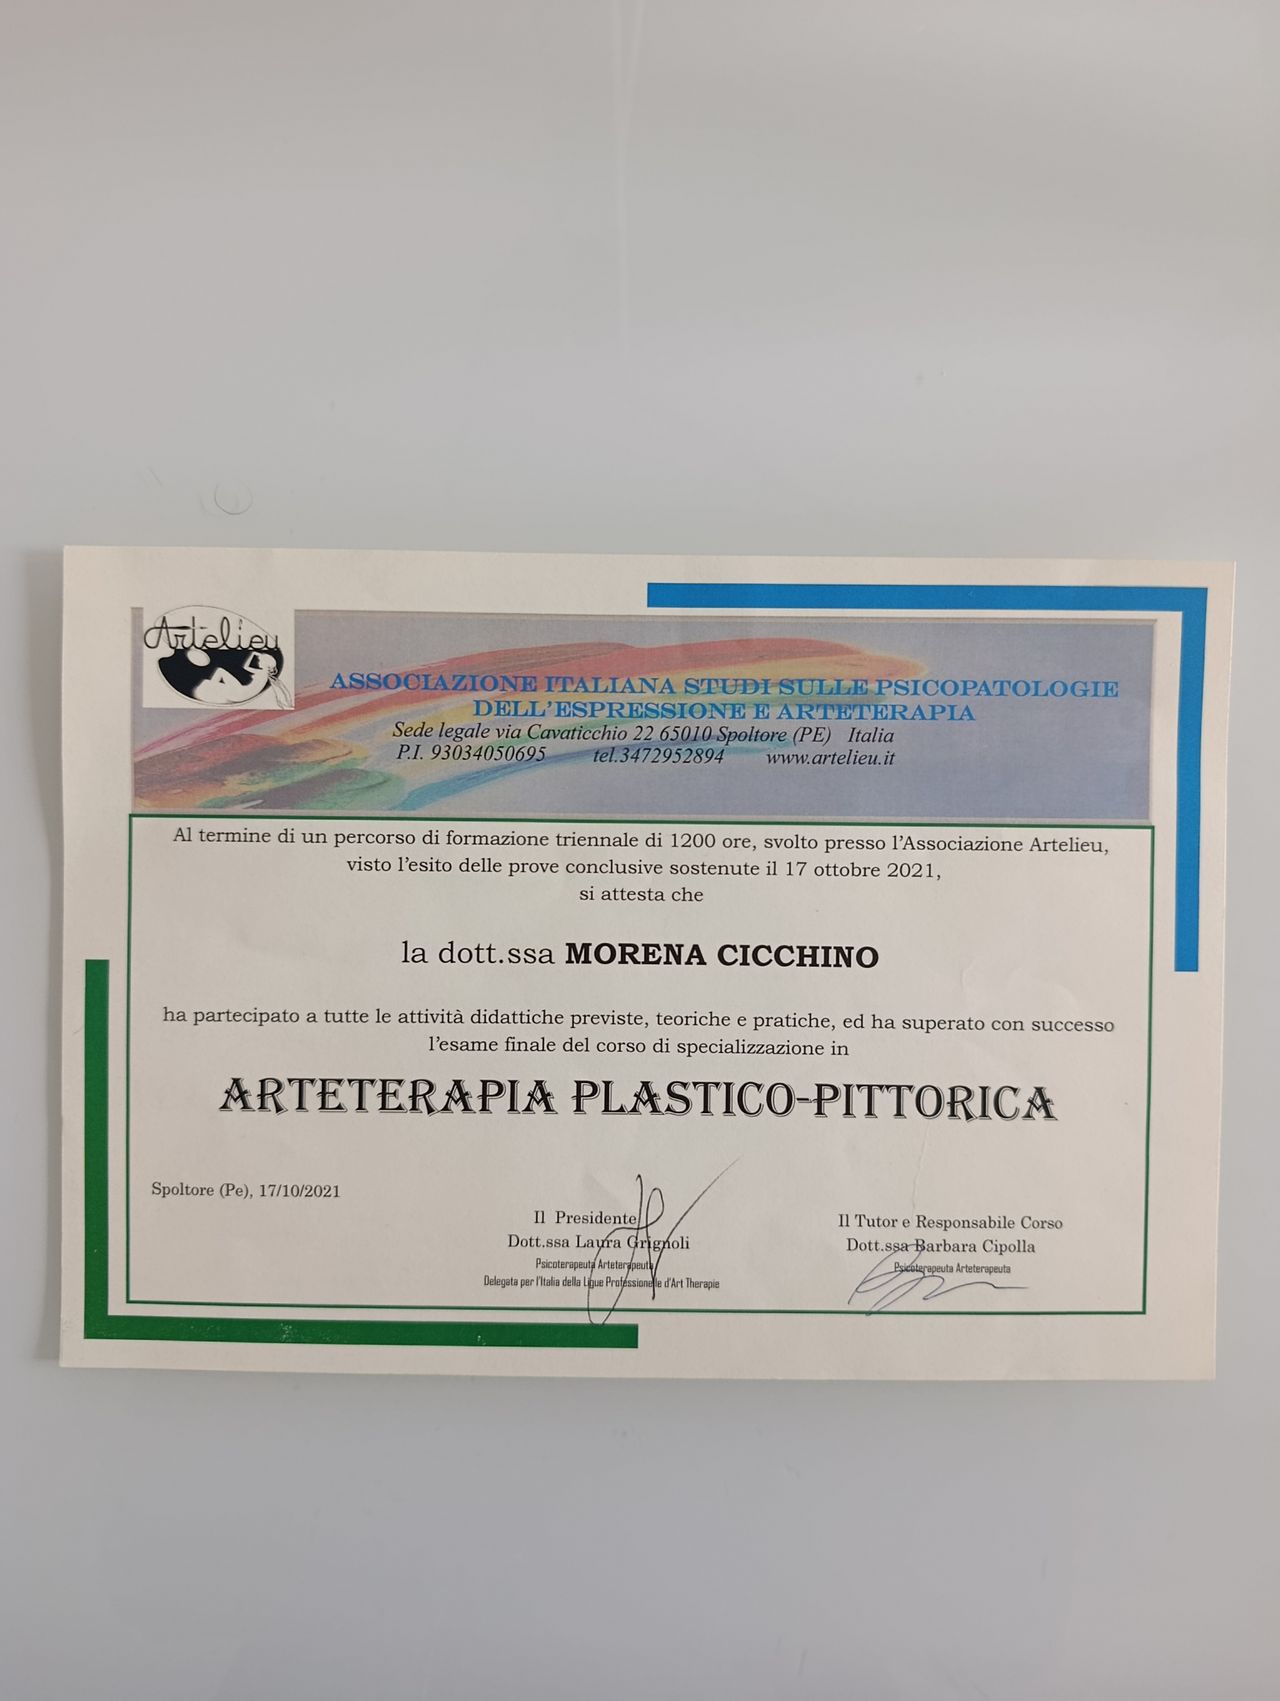 Artelieu
ASSOCIAZIONE ITALIANA STUDI SULLE PSICOPATOLOGIE
DELL'ESPRESSIONE E ARTETERAPIA
Sede legale via Cavaticchio 22 65010 Spoltore (PE) Italia
P.I. 93034050695 tel.3472952894 www.artelieu.it
Al termine di un percorso di formazione triennale di 1200 ore, svolto presso l'Associazione Artelieu,
visto l'esito delle prove conclusive sostenute il 17 ottobre 2021,
si attesta che
la dott.ssa MORENA CICCHINO
ha partecipato a tutte le attività didattiche previste, teoriche e pratiche, ed ha superato con successo
l'esame finale del corso di specializzazione in
ARTETERAPIA PLASTICO-PITTORICA
Spoltore (Pe), 17/10/2021
Il Presidente
Dott.ssa Laura Grignoli
Psicoterapeuta Arteterapeuta
Delegata per l'Italia della Ligue Professionelle d'Art Therapie
Il Tutor e Responsabile Corso
Dott.ssa Barbara Cipolla
Psicoterapeuta Arteterapeuta